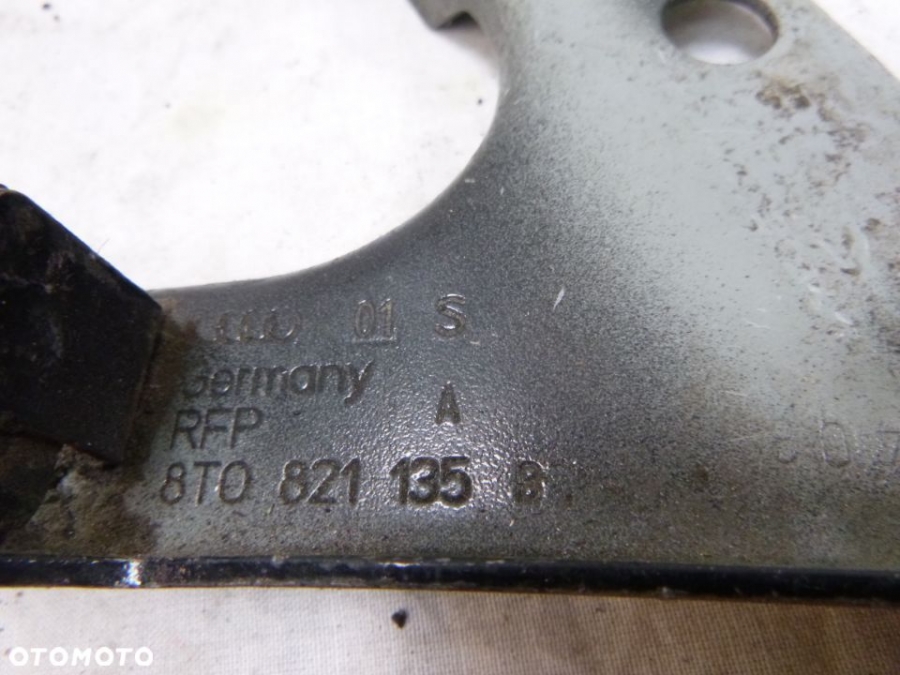 01 S
Germany
A
RFP
8T0 821 135 B
OTOMOTO